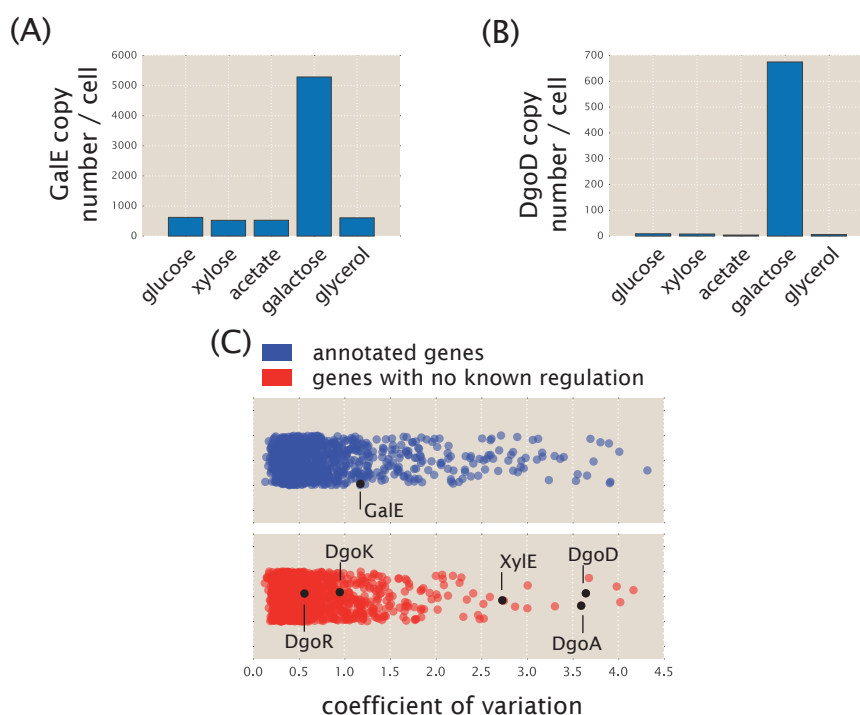 (A)
GalE copy
number / cell
6000
5000
4000
3000
2000
1000
0
glucose
xylose
acetate
galactose
glycerol
(B)
DgoD copy
number / cell
700
600
500
400
300
200
100
0
glucose
xylose
acetate
galactose
glycerol
(C)
annotated genes
genes with no known regulation
GalE
DgoK
XylE
DgoD
DgoR
DgoA
0.0 0.5 1.0 1.5 2.0 2.5 3.0 3.5 4.0 4.5
coefficient of variation